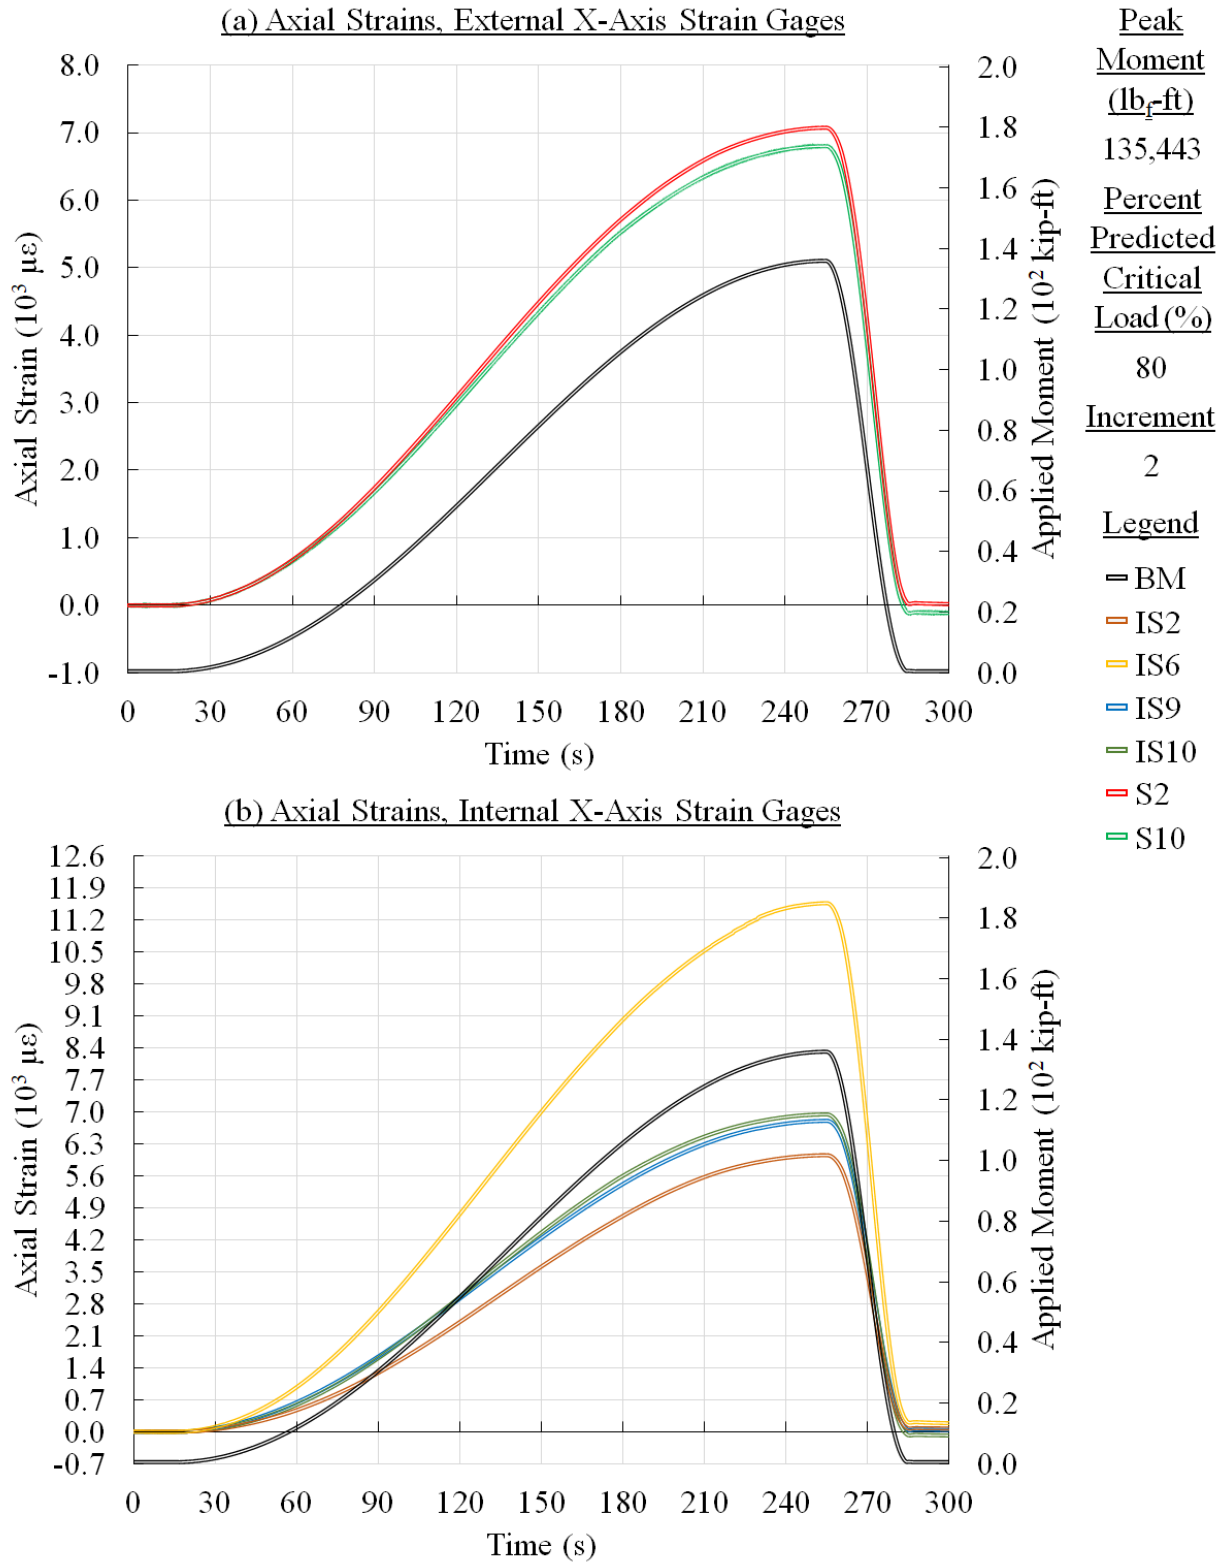 (a) Axial Strains, External X-Axis Strain Gages
8.0
7.0
6.0
5.0
4.0
3.0
2.0
1.0
0.0
-1.0
Axial Strain (10³ με)
2.0
1.8
1.6
1.4
1.2
1.0
0.8
0.6
0.4
0.2
0.0
Applied Moment (10² kip-ft)
0 30 60 90 120 150 180 210 240 270 300
Time (s)
Peak
Moment
(lbf-ft)
135,443
Percent
Predicted
Critical
Load (%)
80
Increment
2
Legend
BM
IS2
IS6
IS9
IS10
S2
S10
(b) Axial Strains, Internal X-Axis Strain Gages
12.6
11.9
11.2
10.5
9.8
9.1
8.4
7.7
7.0
6.3
5.6
4.9
4.2
3.5
2.8
2.1
1.4
0.7
0.0
-0.7
Axial Strain (10³ με)
2.0
1.8
1.6
1.4
1.2
1.0
0.8
0.6
0.4
0.2
0.0
Applied Moment (10² kip-ft)
0 30 60 90 120 150 180 210 240 270 300
Time (s)